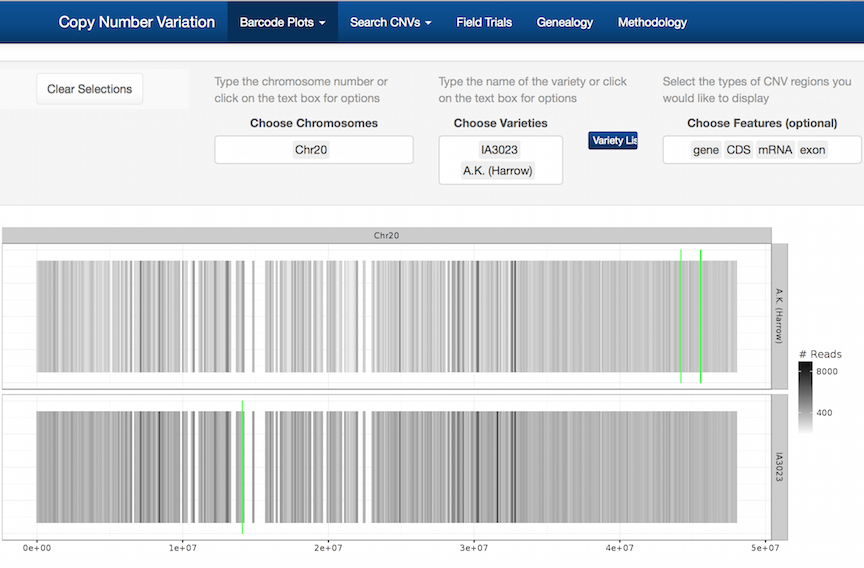 Copy Number Variation Barcode Plots Search CNVs Field Trials Genealogy Methodology
Clear Selections
Type the chromosome number or
click on the text box for options
Choose Chromosomes
Chr20
Type the name of the variety or click
on the text box for options
Choose Varieties
IA3023
A.K. (Harrow)
Variety Lis
Select the types of CNV regions you
would like to display
Choose Features (optional)
gene CDS mRNA exon
Chr20
A.K. (Harrow)
IA3023
# Reads
8000
400
0e+00 1e+07 2e+07 3e+07 4e+07 5e+07